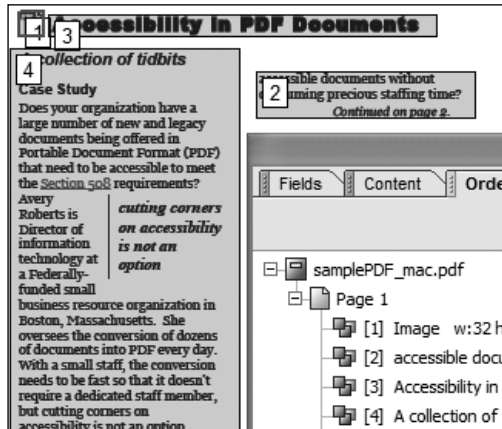 1
3
Accessibility in PDF Documents
4
collection of tidbits
Case Study
Does your organization have a
large number of new and legacy
documents being offered in
Portable Document Format (PDF)
that need to be accessible to meet
the Section 508 requirements?
Avery
Roberts is
Director of
information
technology at
a Federally-
funded small
business resource organization in
Boston, Massachusetts. She
oversees the conversion of dozens
of documents into PDF every day.
With a small staff, the conversion
needs to be fast so that it doesn't
require a dedicated staff member,
but cutting corners on
accessibility is not an option
cutting corners
on accessibility
is not an
option
2
accessible documents without
consuming precious staffing time?
Continued on page 2.
Fields
Content
Orde
samplePDF_mac.pdf
Page 1
[1] Image w:32 h
[2] accessible docu
[3] Accessibility in
[4] A collection of